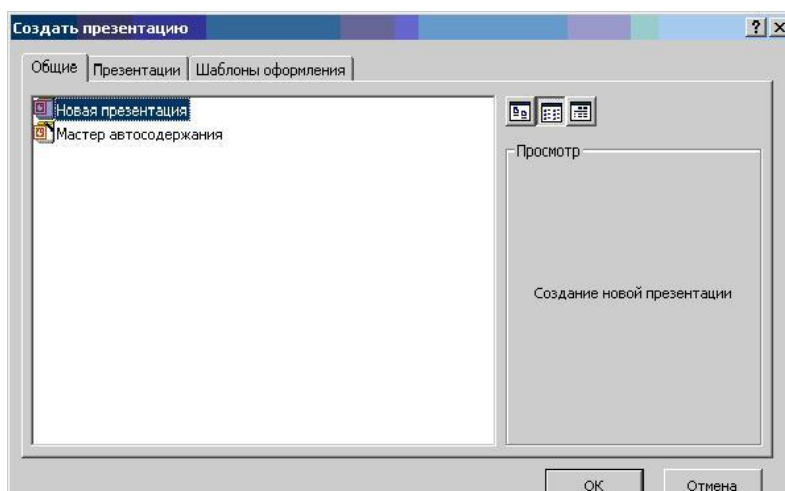 Создать презентацию
Общие Презентации Шаблоны оформления
Новая презентация
Мастер автосодержания
Просмотр
Создание новой презентации
OK Отмена